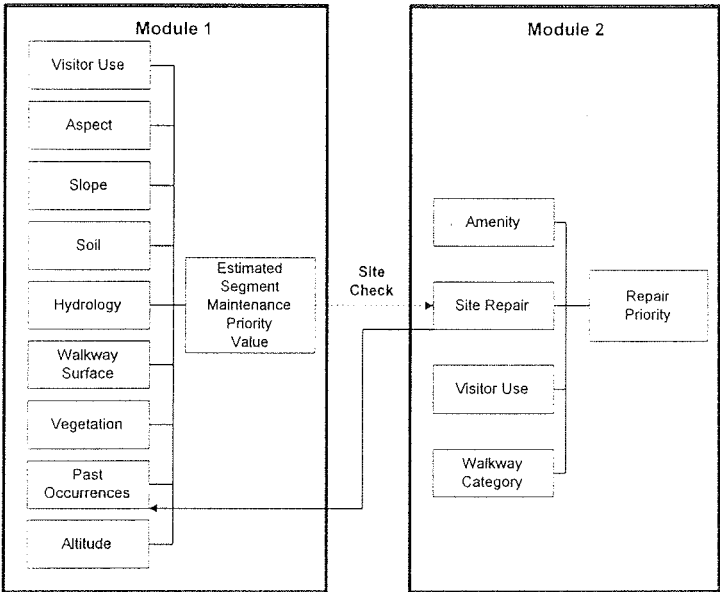 Module 1
Visitor Use
Aspect
Slope
Soil
Hydrology
Walkway
Surface
Vegetation
Past
Occurrences
Altitude
Estimated
Segment
Maintenance
Priority
Value
Site
Check
Module 2
Amenity
Site Repair
Visitor Use
Walkway
Category
Repair
Priority